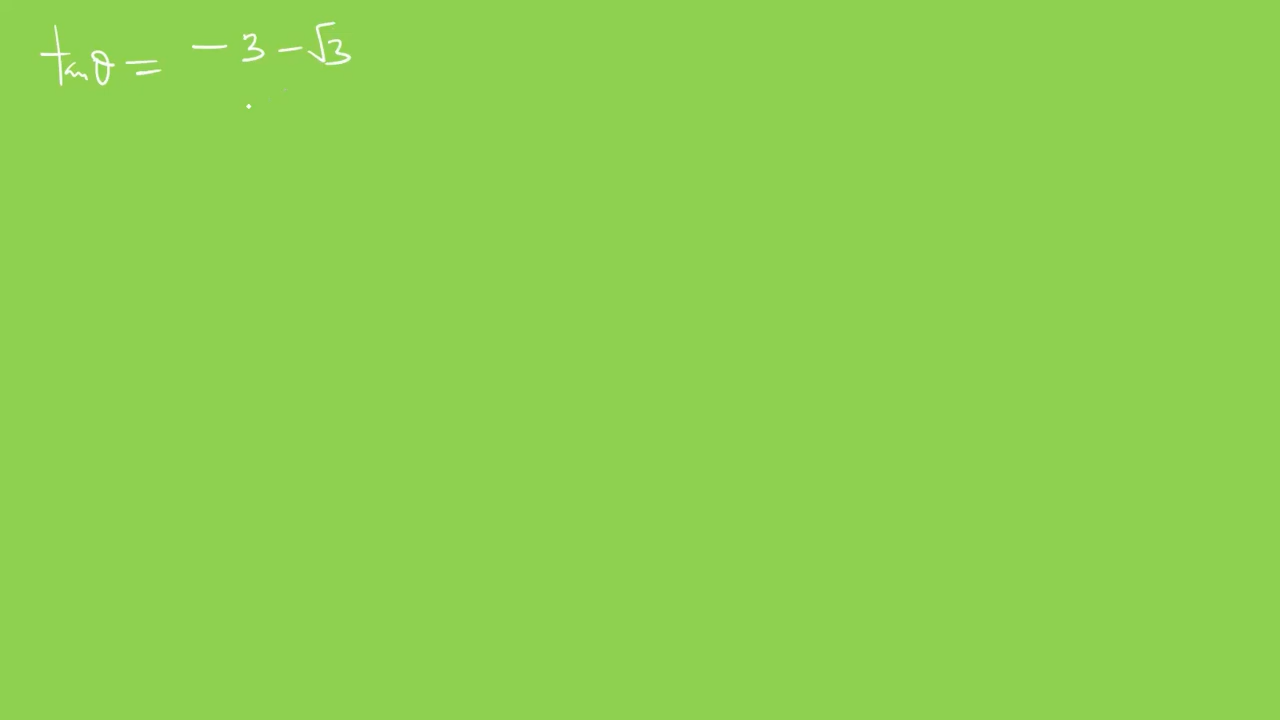 tanθ = - 3 - √3